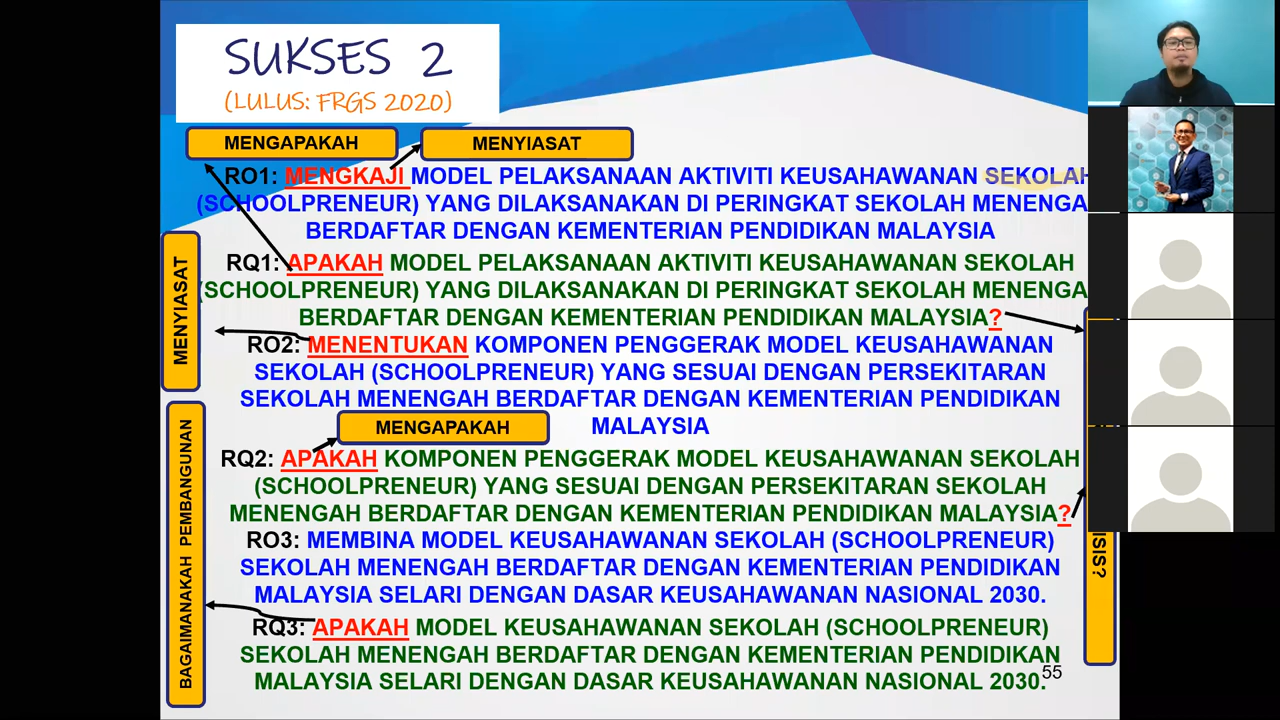 SUKSES 2
(LULUS: FRGS 2020)
MENGAPAKAH
MENYIASAT
RO1: MENGKAJI MODEL PELAKSANAAN AKTIVITI KEUSAHAWANAN SEKOLAH
(SCHOOLPRENEUR) YANG DILAKSANAKAN DI PERINGKAT SEKOLAH MENENGA
BERDAFTAR DENGAN KEMENTERIAN PENDIDIKAN MALAYSIA
RQ1: APAKAH MODEL PELAKSANAAN AKTIVITI KEUSAHAWANAN SEKOLAH
(SCHOOLPRENEUR) YANG DILAKSANAKAN DI PERINGKAT SEKOLAH MENENGA
BERDAFTAR DENGAN KEMENTERIAN PENDIDIKAN MALAYSIA?
MENYIASAT
RO2: MENENTUKAN KOMPONEN PENGGERAK MODEL KEUSAHAWANAN
SEKOLAH (SCHOOLPRENEUR) YANG SESUAI DENGAN PERSEKITARAN
SEKOLAH MENENGAH BERDAFTAR DENGAN KEMENTERIAN PENDIDIKAN
MALAYSIA
MENGAPAKAH
RQ2: APAKAH KOMPONEN PENGGERAK MODEL KEUSAHAWANAN SEKOLAH
(SCHOOLPRENEUR) YANG SESUAI DENGAN PERSEKITARAN SEKOLAH
MENENGAH BERDAFTAR DENGAN KEMENTERIAN PENDIDIKAN MALAYSIA?
RO3: MEMBINA MODEL KEUSAHAWANAN SEKOLAH (SCHOOLPRENEUR)
SEKOLAH MENENGAH BERDAFTAR DENGAN KEMENTERIAN PENDIDIKAN
MALAYSIA SELARI DENGAN DASAR KEUSAHAWANAN NASIONAL 2030.
BAGAIMANAKAH PEMBANGUNAN
RQ3: APAKAH MODEL KEUSAHAWANAN SEKOLAH (SCHOOLPRENEUR)
SEKOLAH MENENGAH BERDAFTAR DENGAN KEMENTERIAN PENDIDIKAN
MALAYSIA SELARI DENGAN DASAR KEUSAHAWANAN NASIONAL 2030.
55